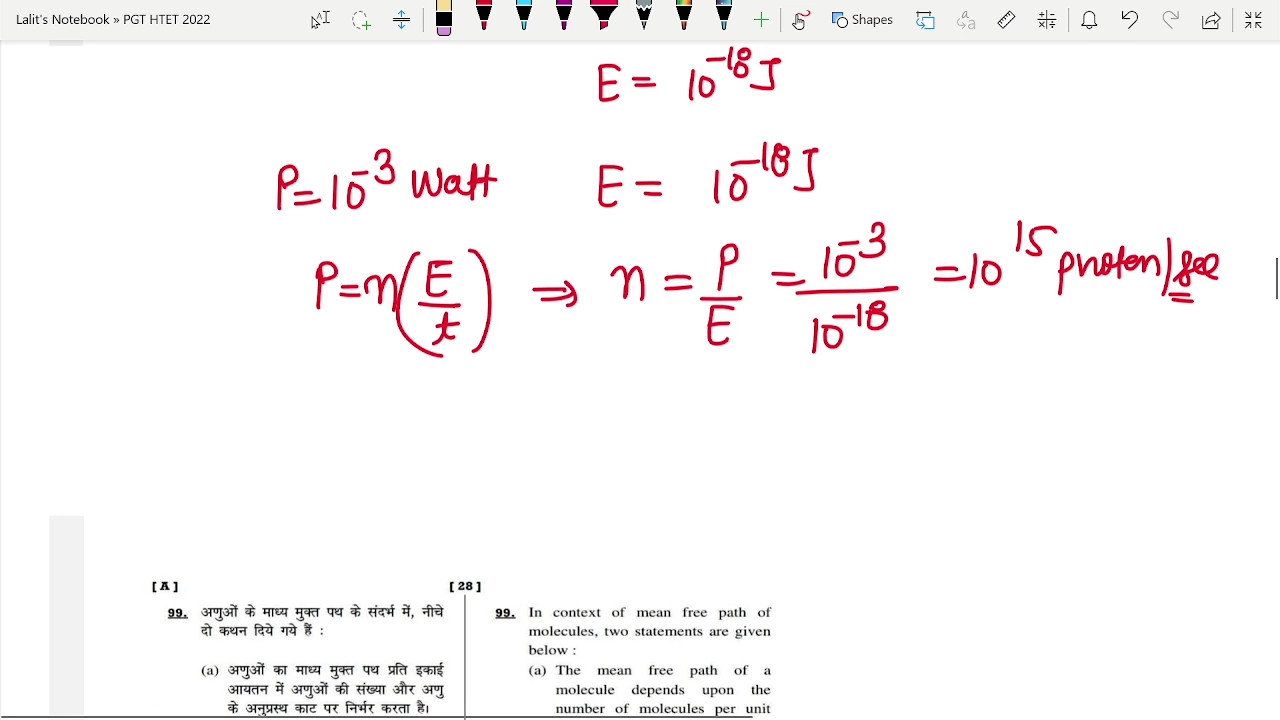 Lalit's Notebook » PGT HTET 2022
Shapes
E = 10^-18 J
P = 10^-3 Watt E = 10^-18 J
P = n(E/t) ⇒ n = P/E = 10^-3/10^-18 = 10^15 photon/sec
[ A ] [ 28 ]
99. अणुओं के माध्य मुक्त पथ के संदर्भ में, नीचे
दो कथन दिये गये हैं :
(a) अणुओं का माध्य मुक्त पथ प्रति इकाई
आयतन में अणुओं की संख्या और अणु
के अनुप्रस्थ काट पर निर्भर करता है।
99. In context of mean free path of
molecules, two statements are given
below :
(a) The mean free path of a
molecule depends upon the
number of molecules per unit